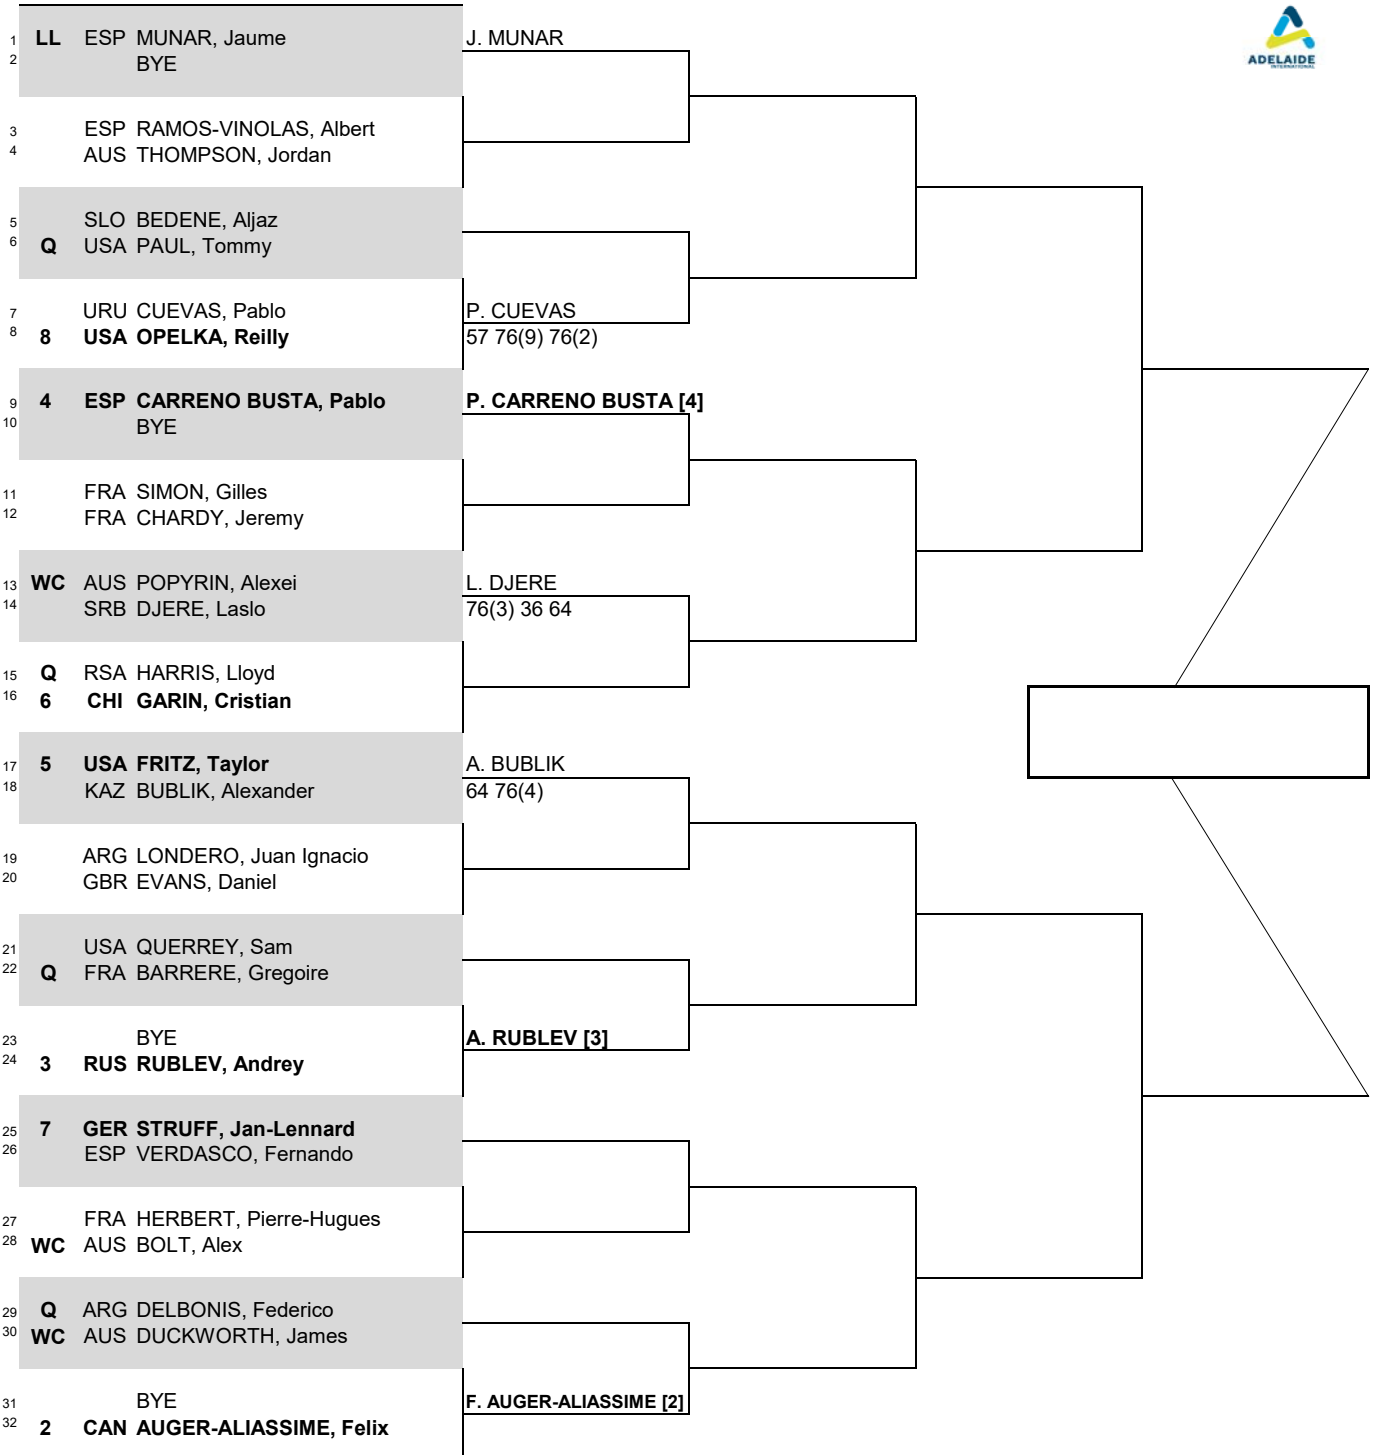 ADELAIDE
INTERNATIONAL
1 LL ESP MUNAR, Jaume J. MUNAR
2 BYE
3 ESP RAMOS-VINOLAS, Albert
4 AUS THOMPSON, Jordan
5 SLO BEDENE, Aljaz
6 Q USA PAUL, Tommy
7 URU CUEVAS, Pablo P. CUEVAS
8 8 USA OPELKA, Reilly 57 76(9) 76(2)
9 4 ESP CARRENO BUSTA, Pablo P. CARRENO BUSTA [4]
10 BYE
11 FRA SIMON, Gilles
12 FRA CHARDY, Jeremy
13 WC AUS POPYRIN, Alexei L. DJERE
14 SRB DJERE, Laslo 76(3) 36 64
15 Q RSA HARRIS, Lloyd
16 6 CHI GARIN, Cristian
17 5 USA FRITZ, Taylor A. BUBLIK
18 KAZ BUBLIK, Alexander 64 76(4)
19 ARG LONDERO, Juan Ignacio
20 GBR EVANS, Daniel
21 USA QUERREY, Sam
22 Q FRA BARRERE, Gregoire
23 BYE A. RUBLEV [3]
24 3 RUS RUBLEV, Andrey
25 7 GER STRUFF, Jan-Lennard
26 ESP VERDASCO, Fernando
27 FRA HERBERT, Pierre-Hugues
28 WC AUS BOLT, Alex
29 Q ARG DELBONIS, Federico
30 WC AUS DUCKWORTH, James
31 BYE F. AUGER-ALIASSIME [2]
32 2 CAN AUGER-ALIASSIME, Felix